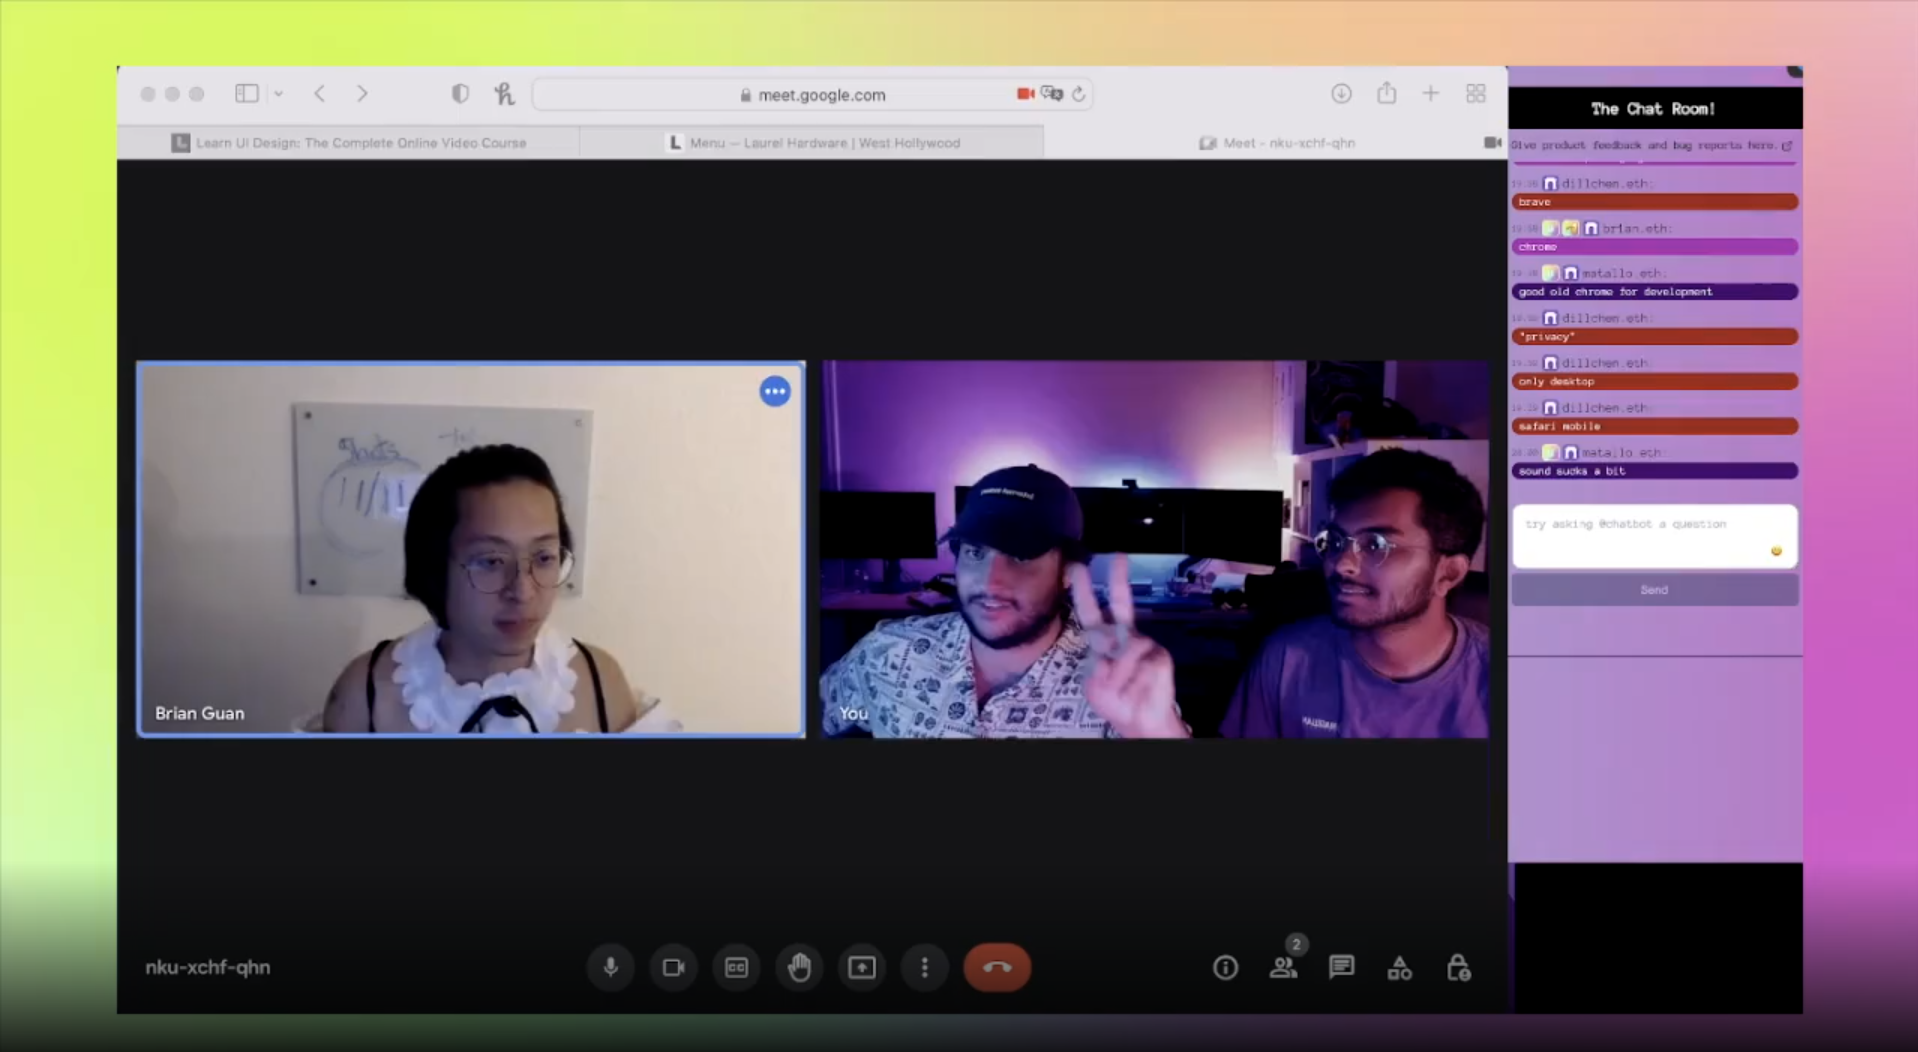 meet.google.com
Learn UI Design: The Complete Online Video Course
Menu — Laurel Hardware | West Hollywood
Meet - nku-xchf-qhn
Brian Guan
You
nku-xchf-qhn
2
The Chat Room!
Give product feedback and bug reports here.
dillchen.eth:
brave
brian.eth:
chrome
matallo.eth:
good old chrome for development
dillchen.eth:
"privacy"
dillchen.eth:
only desktop
dillchen.eth:
safari mobile
matallo.eth:
sound sucks a bit
try asking @chatbot a question
Send